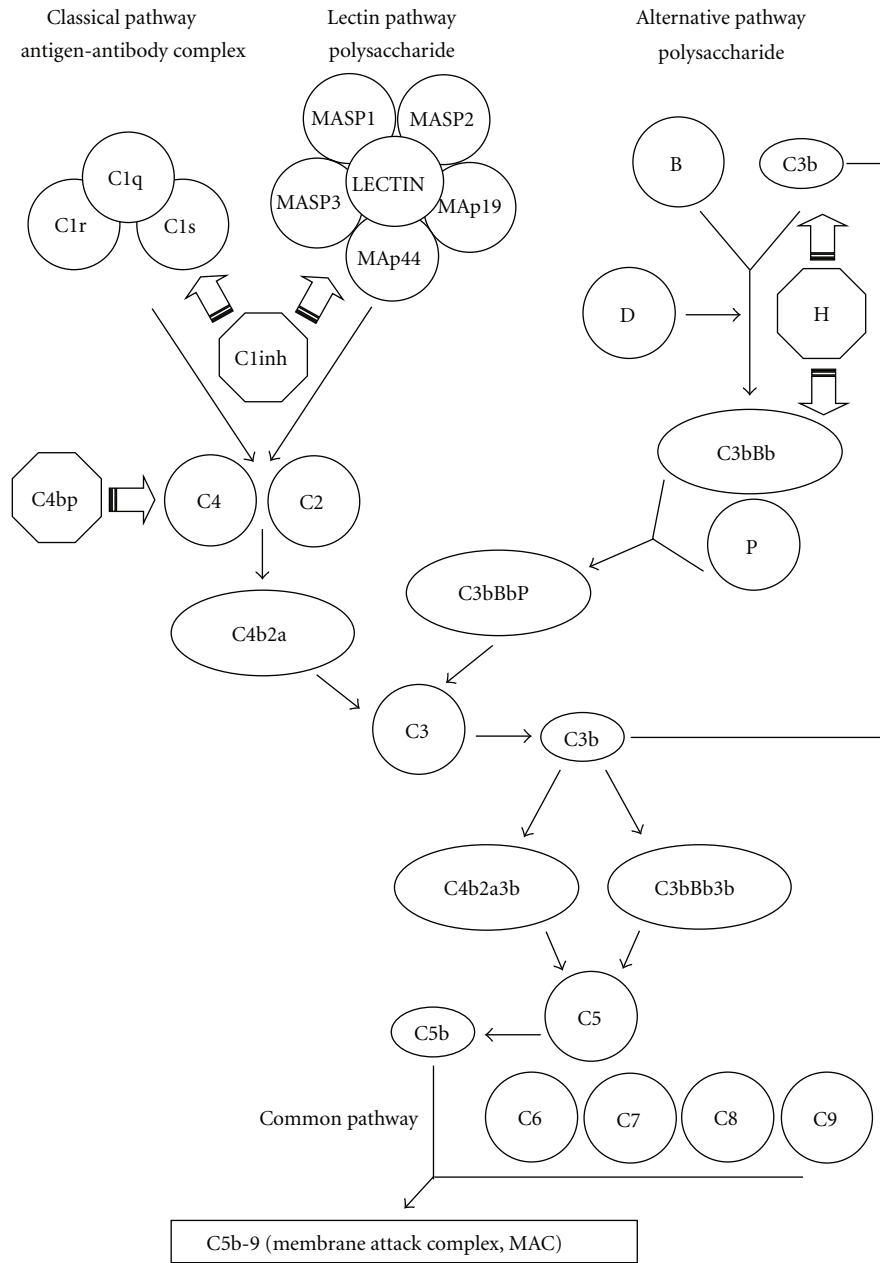 Classical pathway
antigen-antibody complex
Lectin pathway
polysaccharide
Alternative pathway
polysaccharide
MASP1
MASP2
B
C3b
C1q
LECTIN
MASP3
MAp19
C1r
C1s
MAp44
D
H
C1inh
C3bBb
C4bp
C4
C2
P
C3bBbP
C4b2a
C3
C3b
C4b2a3b
C3bBb3b
C5
C5b
Common pathway
C6
C7
C8
C9
C5b-9 (membrane attack complex, MAC)